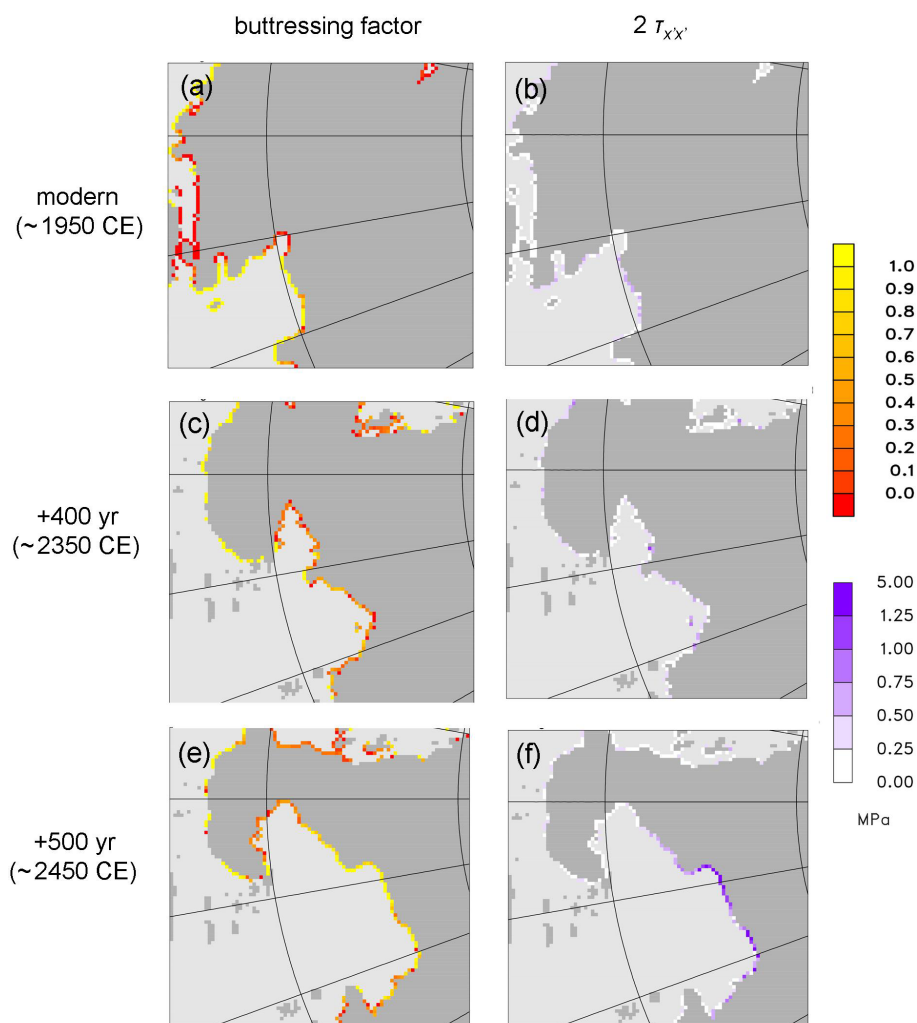 buttressing factor
2 τx'x'
(a)
(b)
modern
(~1950 CE)
1.0
0.9
0.8
0.7
0.6
0.5
0.4
0.3
0.2
0.1
0.0
(c)
(d)
+400 yr
(~2350 CE)
5.00
1.25
1.00
0.75
0.50
0.25
0.00
MPa
(e)
(f)
+500 yr
(~2450 CE)